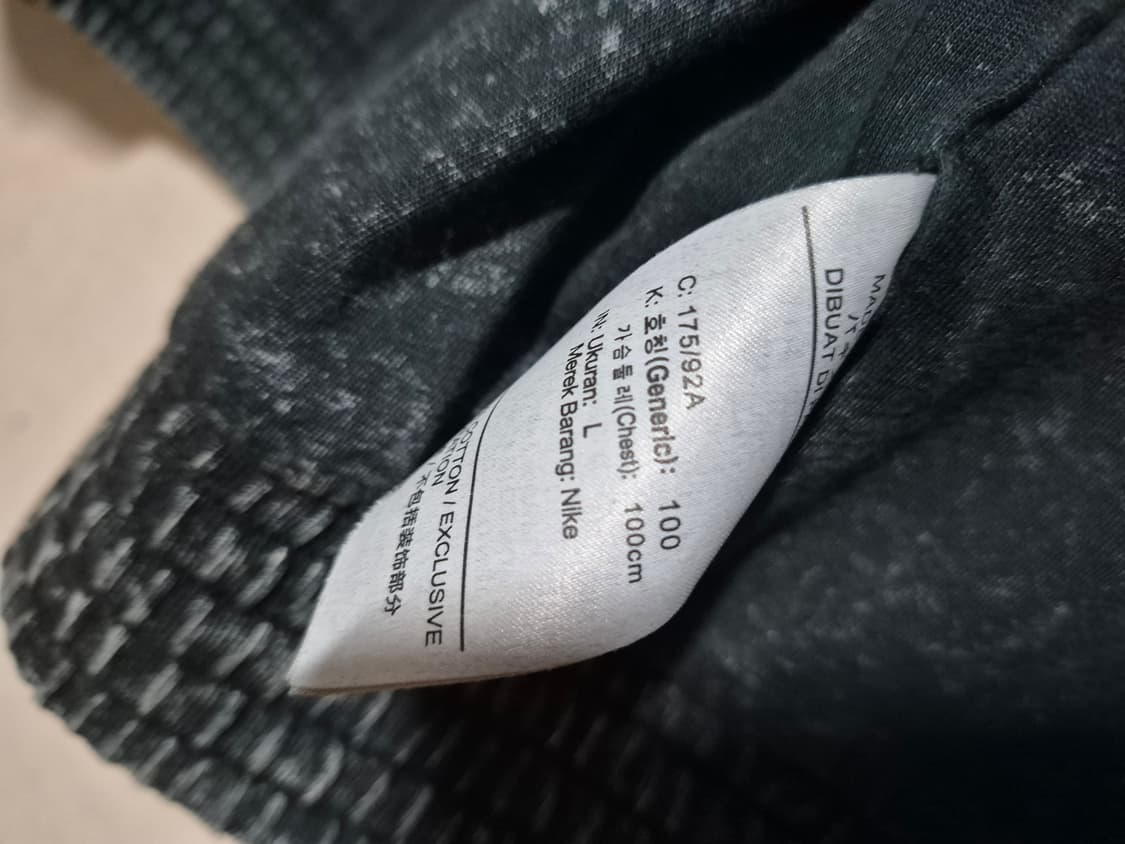 DIBUAT DI
C: 175/92A
K: 호칭(Generic): 100
가슴둘레(Chest): 100cm
IN: Ukuran: L
Merek Barang: Nike
COTTON / EXCLUSIVE
/ 不包括装饰部分